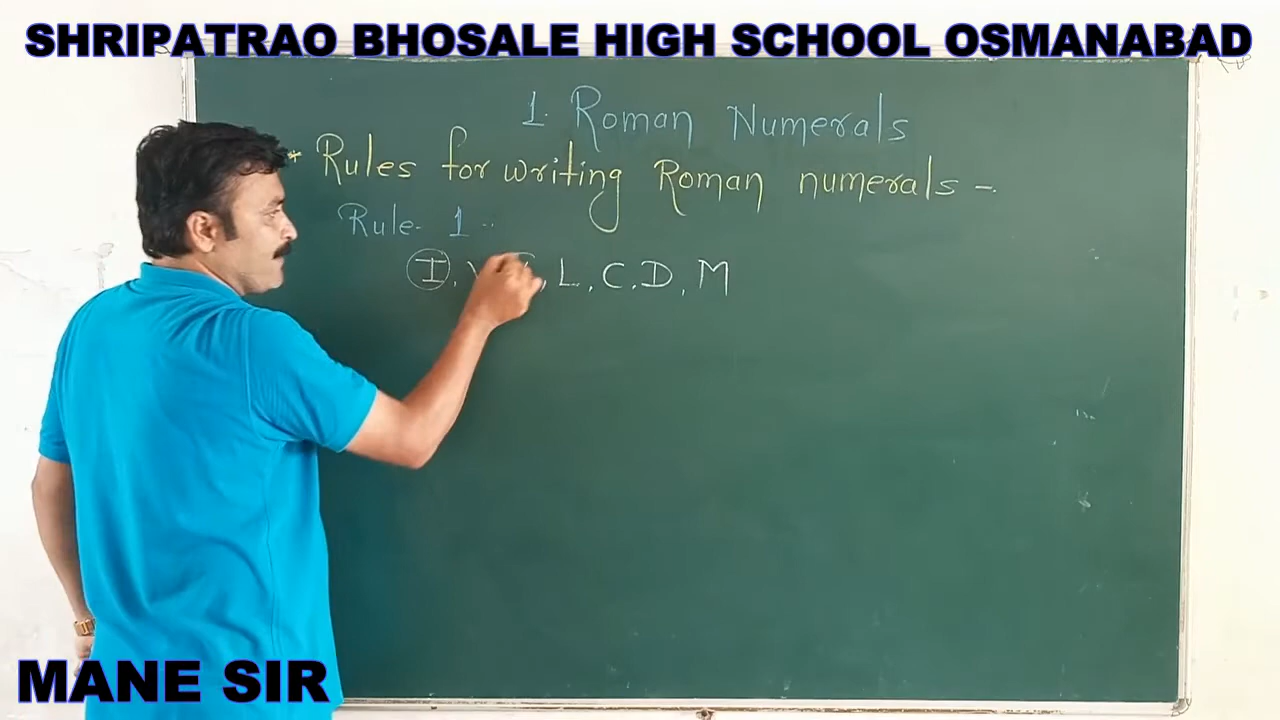 SHRIPATRAO BHOSALE HIGH SCHOOL OSMANABAD
1. Roman Numerals
* Rules for writing Roman numerals -
Rule - 1 -
I, V, L, C, D, M
MANE SIR